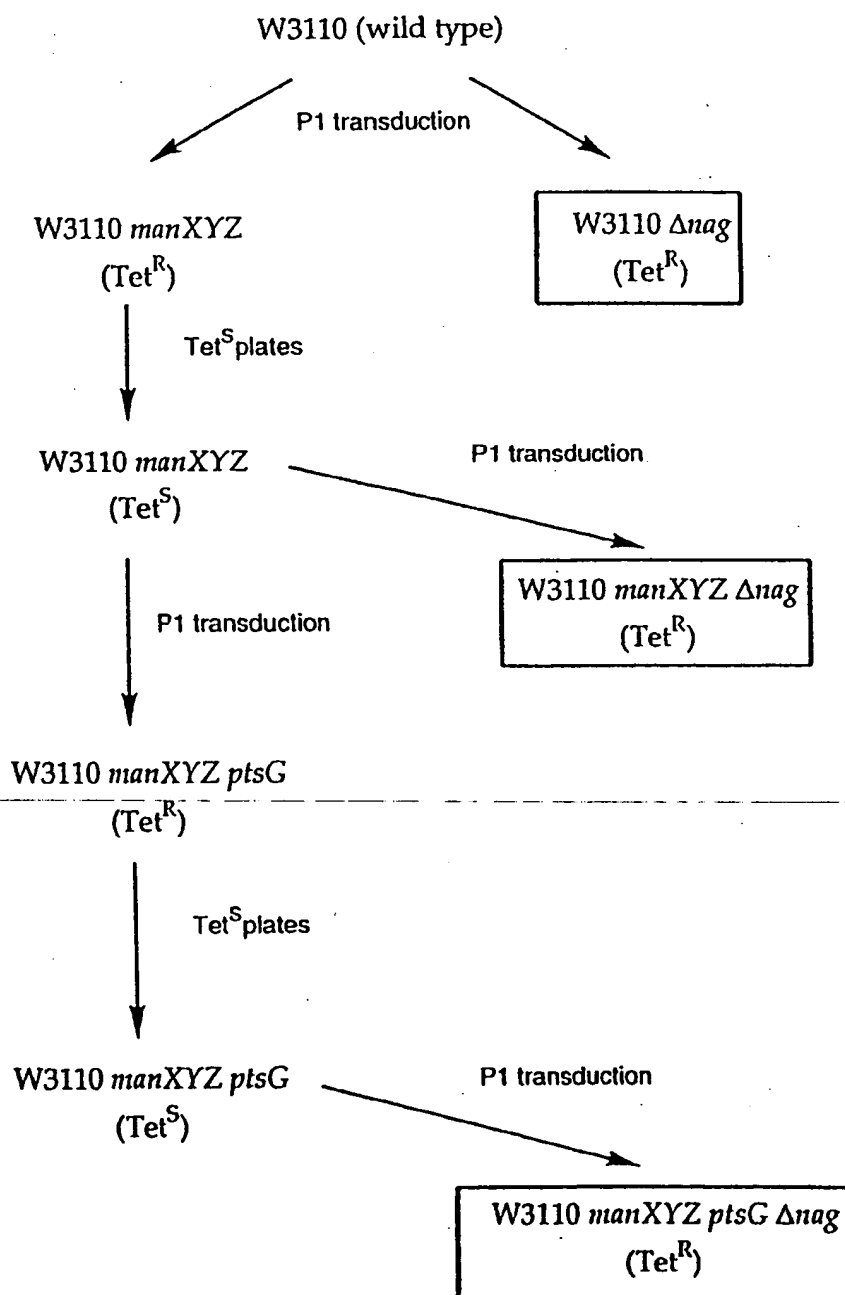 W3110 (wild type)
P1 transduction
W3110 manXYZ
(Tet^R)
W3110 Δnag
(Tet^R)
Tet^S plates
W3110 manXYZ
(Tet^S)
P1 transduction
W3110 manXYZ Δnag
(Tet^R)
P1 transduction
W3110 manXYZ ptsG
(Tet^R)
Tet^S plates
W3110 manXYZ ptsG
(Tet^S)
P1 transduction
W3110 manXYZ ptsG Δnag
(Tet^R)